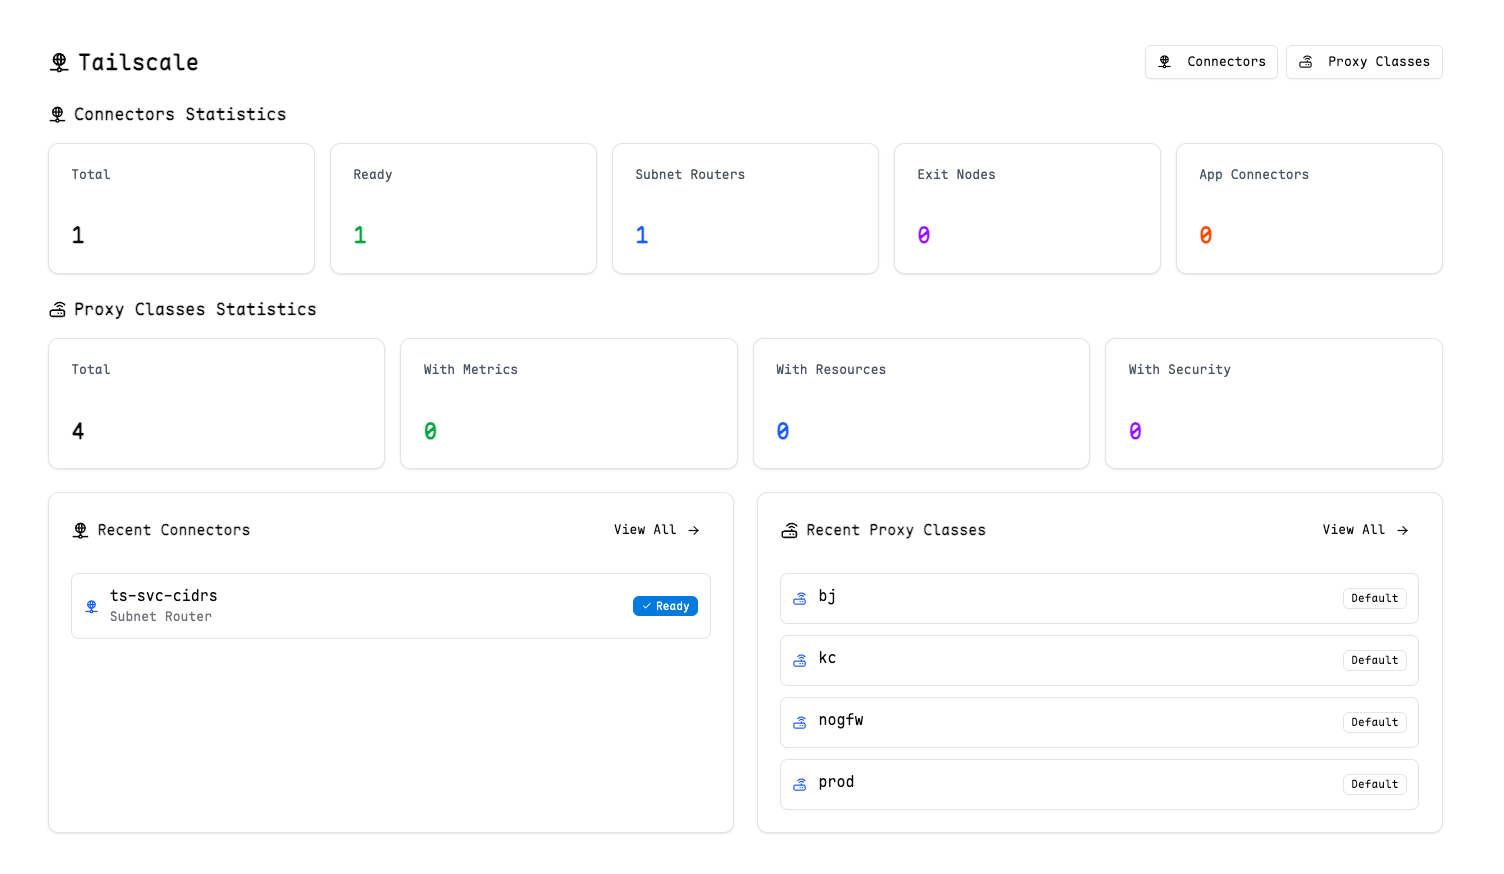 Tailscale
Connectors
Proxy Classes
Connectors Statistics
Total
Ready
Subnet Routers
Exit Nodes
App Connectors
1
1
1
0
0
Proxy Classes Statistics
Total
With Metrics
With Resources
With Security
4
0
0
0
Recent Connectors
View All →
ts-svc-cidrs
Subnet Router
✓ Ready
Recent Proxy Classes
View All →
bj
Default
kc
Default
nogfw
Default
prod
Default